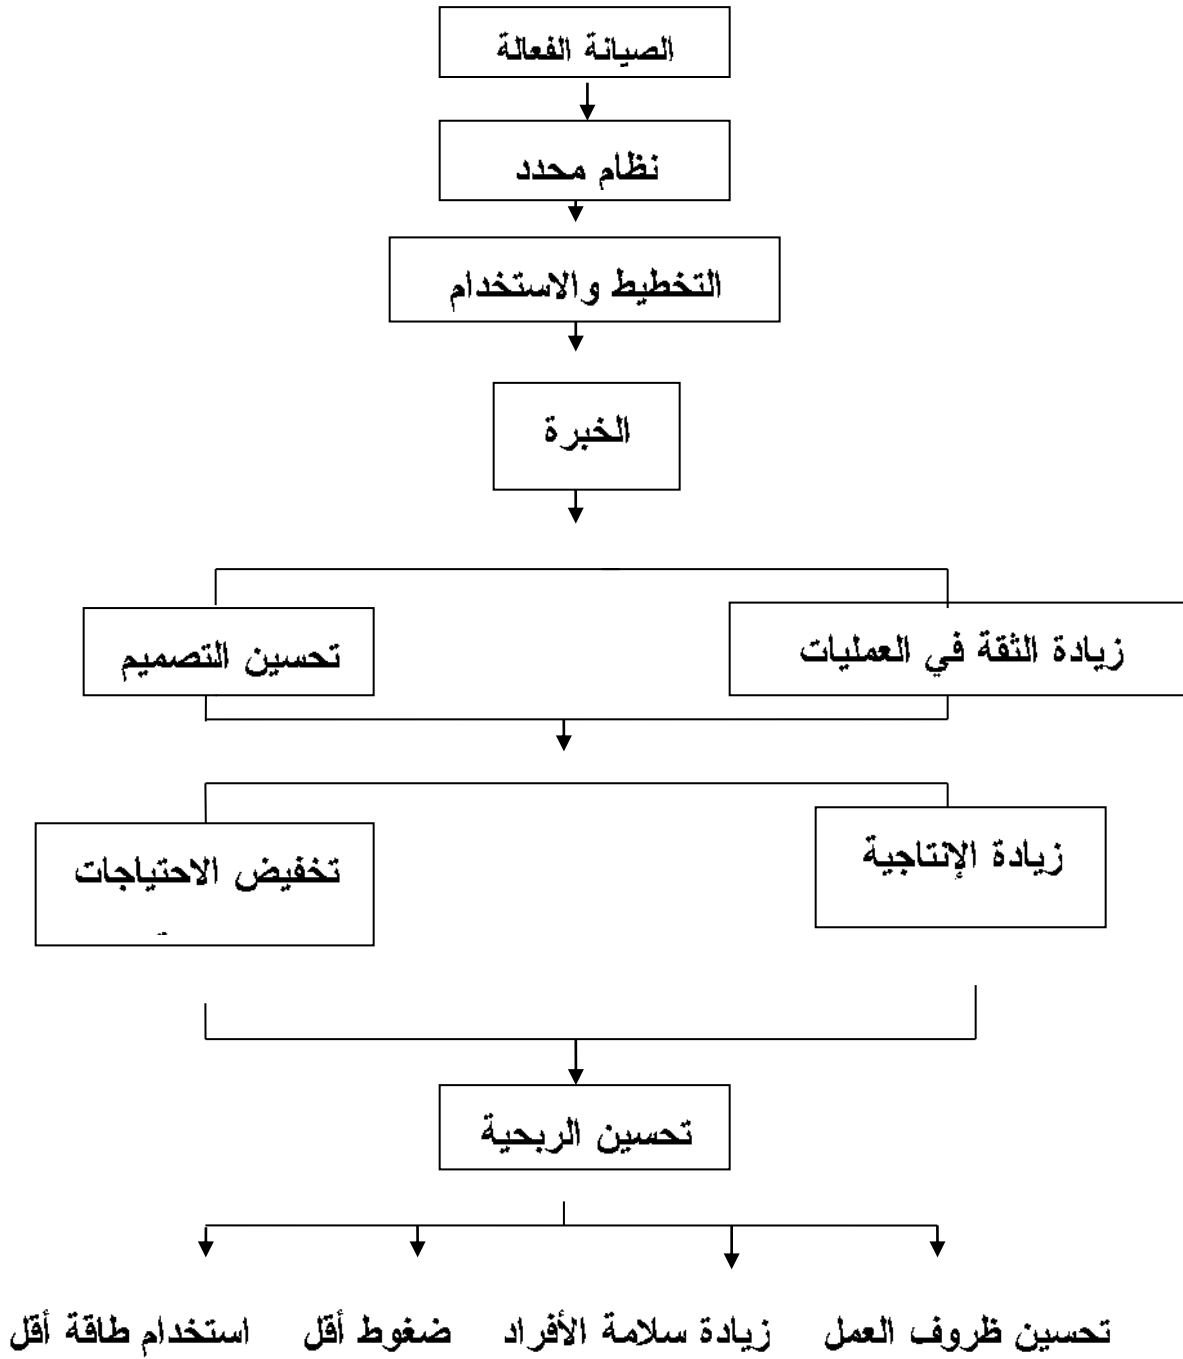 الصيانة الفعالة
نظام محدد
التخطيط والاستخدام
الخبرة
زيادة الثقة في العمليات
تحسين التصميم
زيادة الإنتاجية
تخفيض الاحتياجات
تحسين الربحية
تحسين ظروف العمل
زيادة سلامة الأفراد
ضغوط أقل
استخدام طاقة أقل